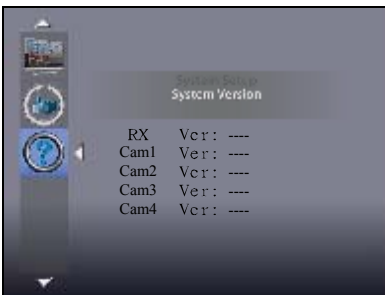 System Setup
System Version
RX Ver: ----
Cam1 Ver: ----
Cam2 Ver: ----
Cam3 Ver: ----
Cam4 Ver: ----